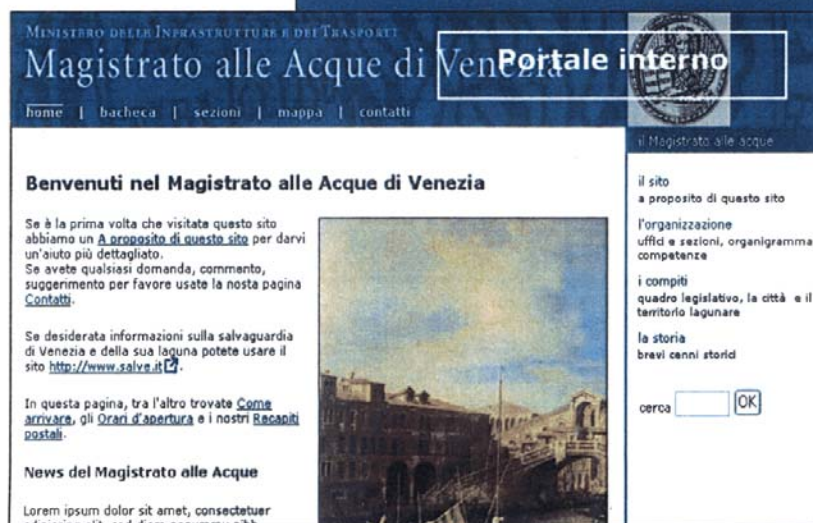 MINISTERO DELLE INFRASTRUTTURE E DEI TRASPORTI
Magistrato alle Acque di Venezia
Portale interno
home | bacheca | sezioni | mappa | contatti
il Magistrato alle acque
Benvenuti nel Magistrato alle Acque di Venezia
Se è la prima volta che visitate questo sito
abbiamo un A proposito di questo sito per darvi
un'aiuto più dettagliato.
Se avete qualsiasi domanda, commento,
suggerimento per favore usate la nosta pagina
Contatti.
Se desiderata informazioni sulla salvaguardia
di Venezia e della sua laguna potete usare il
sito http://www.salve.it.
In questa pagina, tra l'altro trovate Come
arrivare, gli Orari d'apertura e i nostri Recapiti
postali.
News del Magistrato alle Acque
Lorem ipsum dolor sit amet, consectetuer
il sito
a proposito di questo sito
l'organizzazione
uffici e sezioni, organigramma
competenze
i compiti
quadro legislativo, la città e il
territorio lagunare
la storia
brevi cenni storici
cerca OK